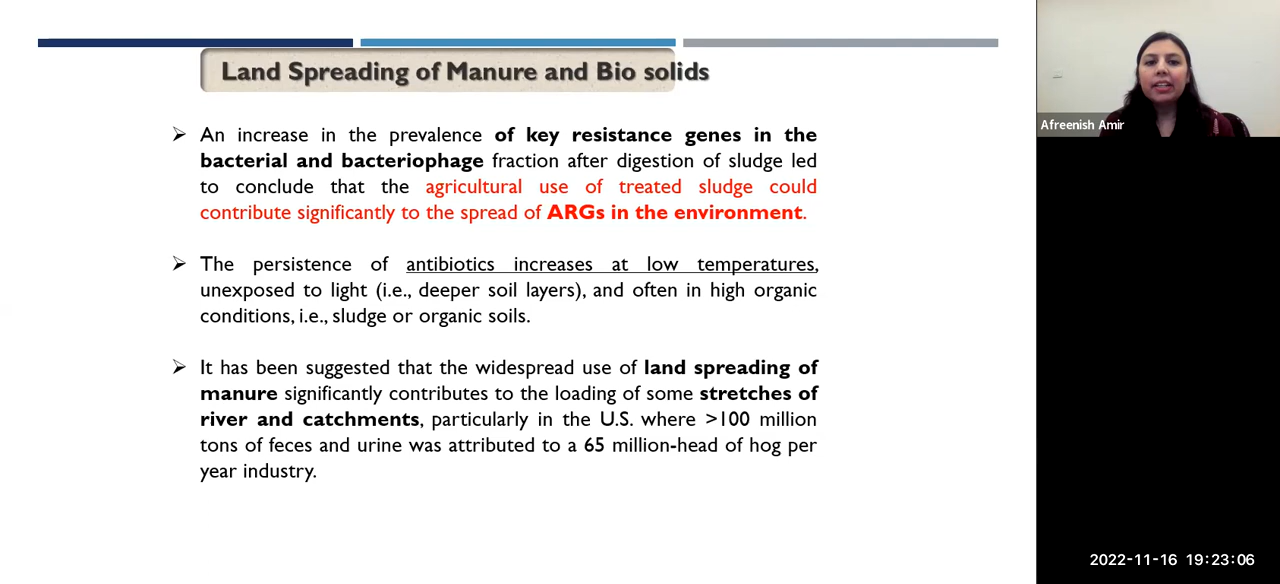 Land Spreading of Manure and Bio solids
Afreenish Amir
➢ An increase in the prevalence of key resistance genes in the
bacterial and bacteriophage fraction after digestion of sludge led
to conclude that the agricultural use of treated sludge could
contribute significantly to the spread of ARGs in the environment.
➢ The persistence of antibiotics increases at low temperatures,
unexposed to light (i.e., deeper soil layers), and often in high organic
conditions, i.e., sludge or organic soils.
➢ It has been suggested that the widespread use of land spreading of
manure significantly contributes to the loading of some stretches of
river and catchments, particularly in the U.S. where >100 million
tons of feces and urine was attributed to a 65 million-head of hog per
year industry.
2022-11-16 19:23:06